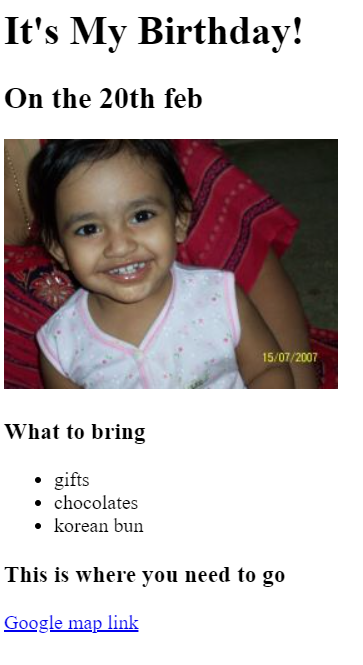 It's My Birthday!
On the 20th feb
15/07/2007
What to bring
gifts
chocolates
korean bun
This is where you need to go
Google map link